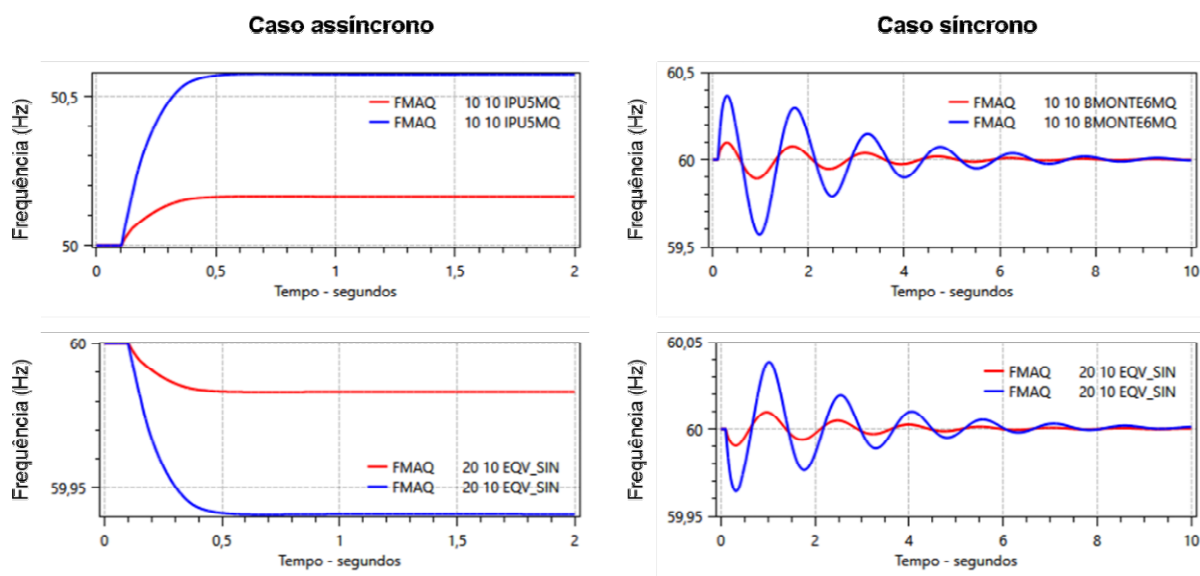 Caso assíncrono
Caso síncrono
Frequência (Hz)
50,5
50
FMAQ 10 10 IPU5MQ
FMAQ 10 10 IPU5MQ
0 0,5 1 1,5 2
Tempo - segundos
Frequência (Hz)
60,5
60
59,5
FMAQ 10 10 BMONTE6MQ
FMAQ 10 10 BMONTE6MQ
0 2 4 6 8 10
Tempo - segundos
Frequência (Hz)
60
59,95
FMAQ 20 10 EQV_SIN
FMAQ 20 10 EQV_SIN
0 0,5 1 1,5 2
Tempo - segundos
Frequência (Hz)
60,05
60
59,95
FMAQ 20 10 EQV_SIN
FMAQ 20 10 EQV_SIN
0 2 4 6 8 10
Tempo - segundos